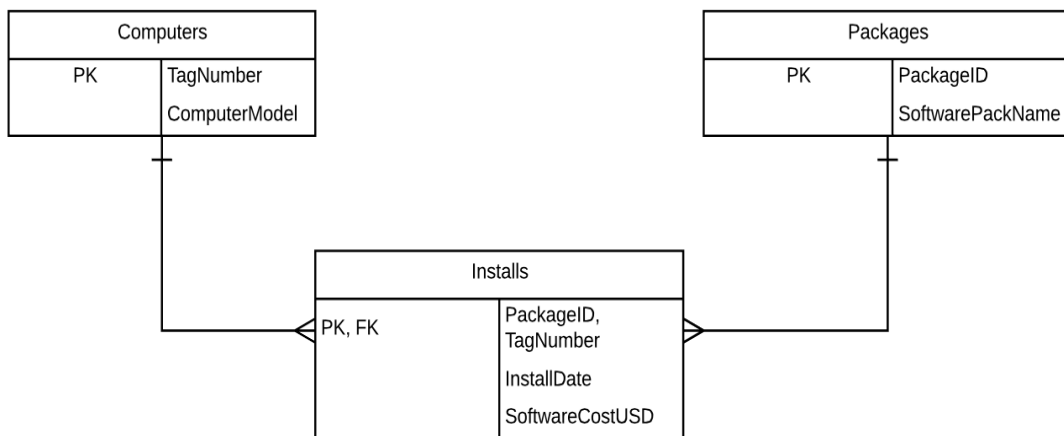 Computers
PK TagNumber
ComputerModel
Packages
PK PackageID
SoftwarePackName
Installs
PK, FK PackageID,
TagNumber
InstallDate
SoftwareCostUSD